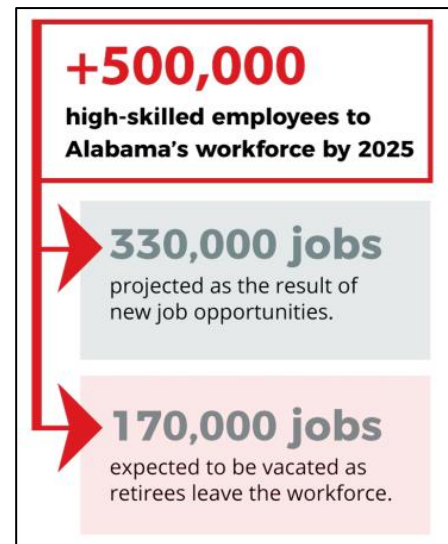 +500,000
high-skilled employees to
Alabama's workforce by 2025
330,000 jobs
projected as the result of
new job opportunities.
170,000 jobs
expected to be vacated as
retirees leave the workforce.